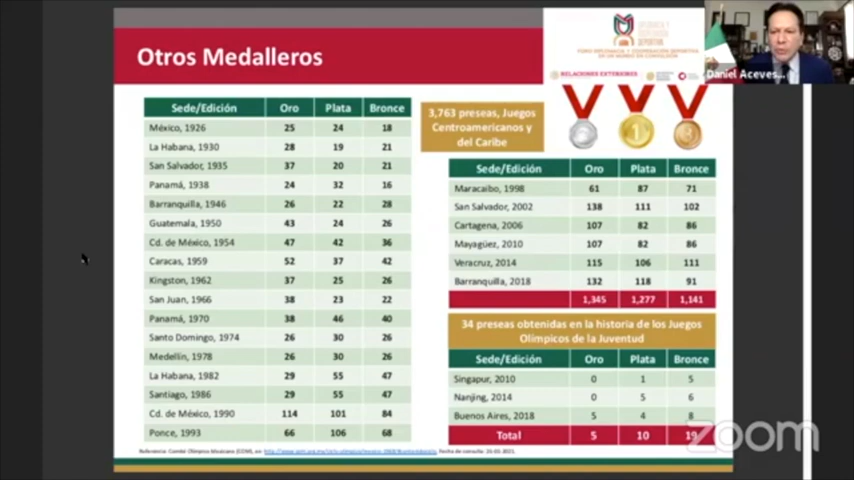 Otros Medalleros
RELACIONES EXTERIORES
Daniel Aceves...
Sede/Edición Oro Plata Bronce
México, 1926 25 24 18
La Habana, 1930 28 19 21
San Salvador, 1935 37 20 21
Panamá, 1938 24 32 16
Barranquilla, 1946 26 22 28
Guatemala, 1950 43 24 26
Cd. de México, 1954 47 42 36
Caracas, 1959 52 37 42
Kingston, 1962 37 25 26
San Juan, 1966 38 23 22
Panamá, 1970 38 46 40
Santo Domingo, 1974 26 30 26
Medellín, 1978 26 30 26
La Habana, 1982 29 55 47
Santiago, 1986 29 55 47
Cd. de México, 1990 114 101 84
Ponce, 1993 66 106 68
3,763 preseas, Juegos
Centroamericanos y
del Caribe
1
Sede/Edición Oro Plata Bronce
Maracaibo, 1998 61 87 71
San Salvador, 2002 138 111 102
Cartagena, 2006 107 82 86
Mayagüez, 2010 107 82 86
Veracruz, 2014 115 106 111
Barranquilla, 2018 132 118 91
1,345 1,277 1,141
34 preseas obtenidas en la historia de los Juegos
Olímpicos de la Juventud
Sede/Edición Oro Plata Bronce
Singapur, 2010 0 1 5
Nanjing, 2014 0 5 6
Buenos Aires, 2018 5 4 8
Total 5 10 19
zoom
Referencia: Comité Olímpico Mexicano (COM), en: